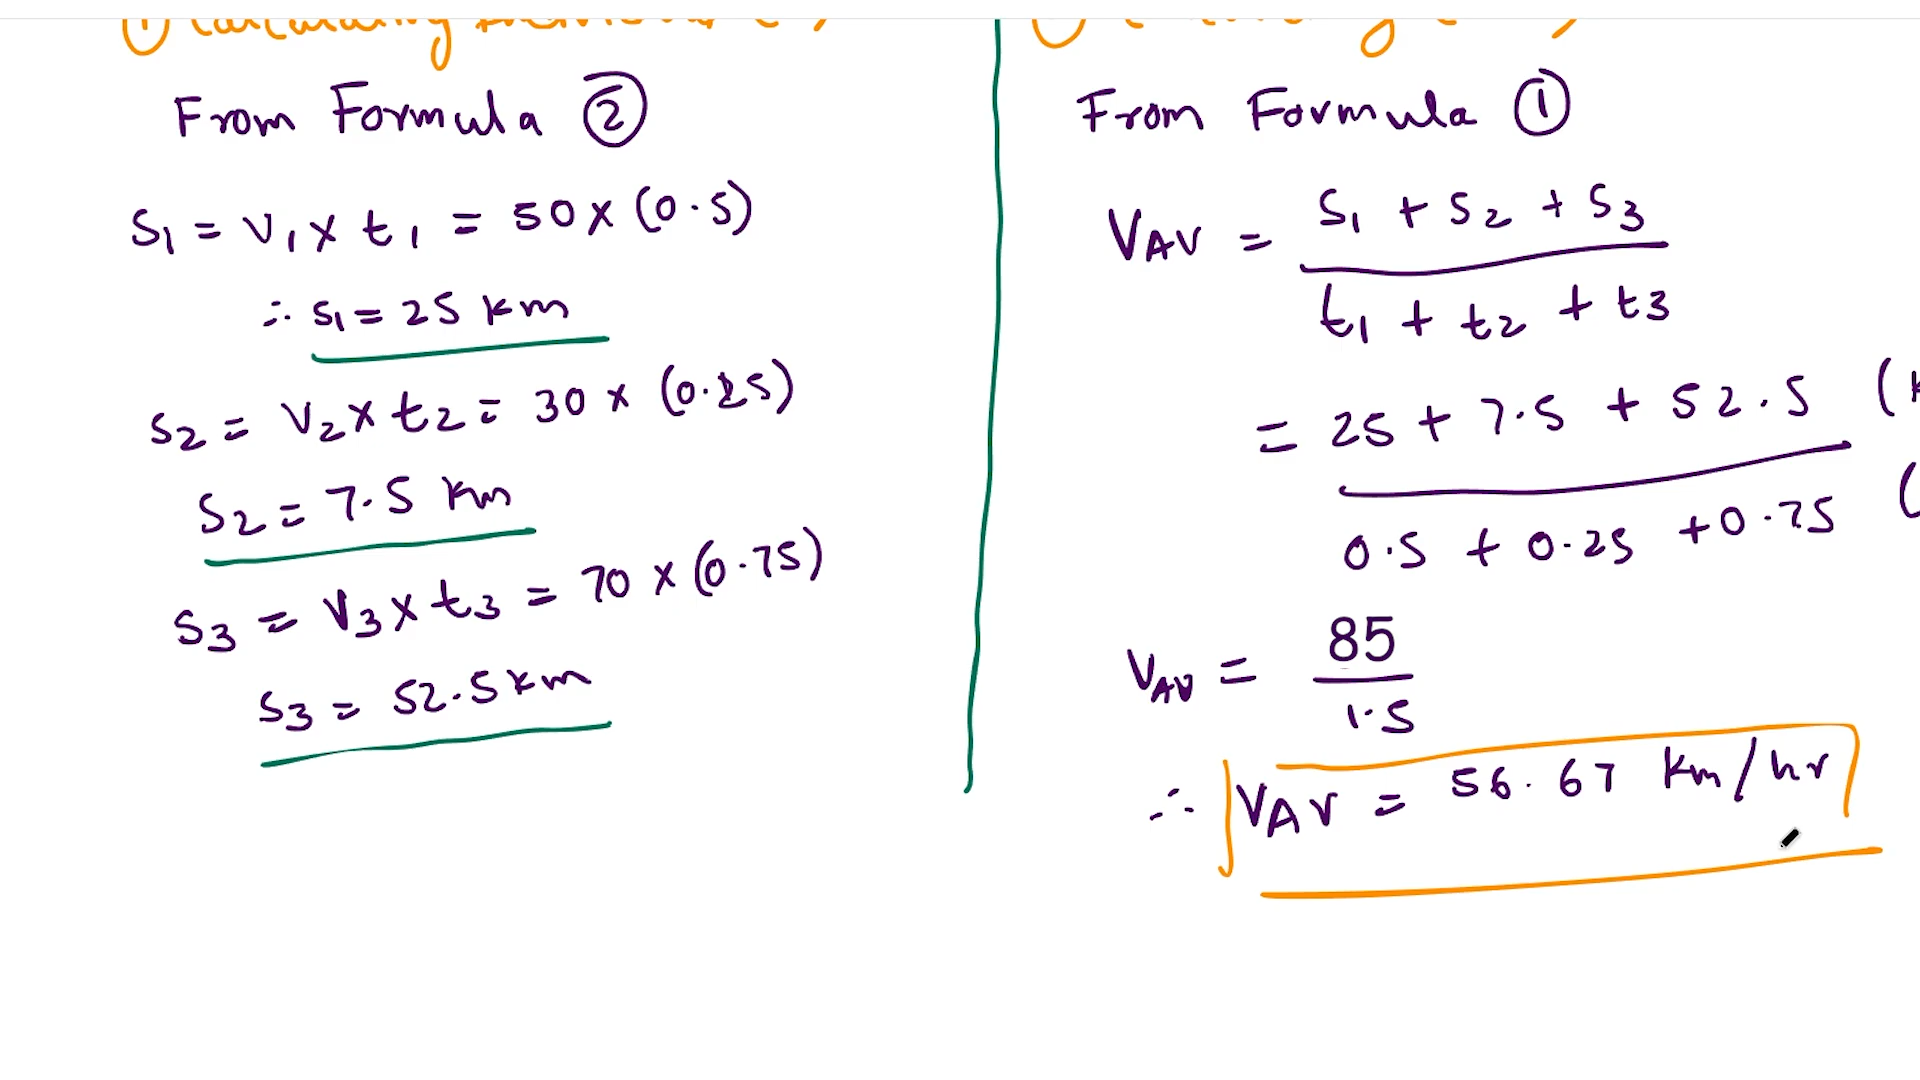 ① Calculating
From Formula ②
S1 = V1 x t1 = 50 x (0.5)
∴ S1 = 25 km
S2 = V2 x t2 = 30 x (0.25)
S2 = 7.5 km
S3 = V3 x t3 = 70 x (0.75)
S3 = 52.5 km
From Formula ①
VAV = S1 + S2 + S3
t1 + t2 + t3
= 25 + 7.5 + 52.5 (
0.5 + 0.25 + 0.75 (
VAV = 85
1.5
∴ VAV = 56.67 km/hr